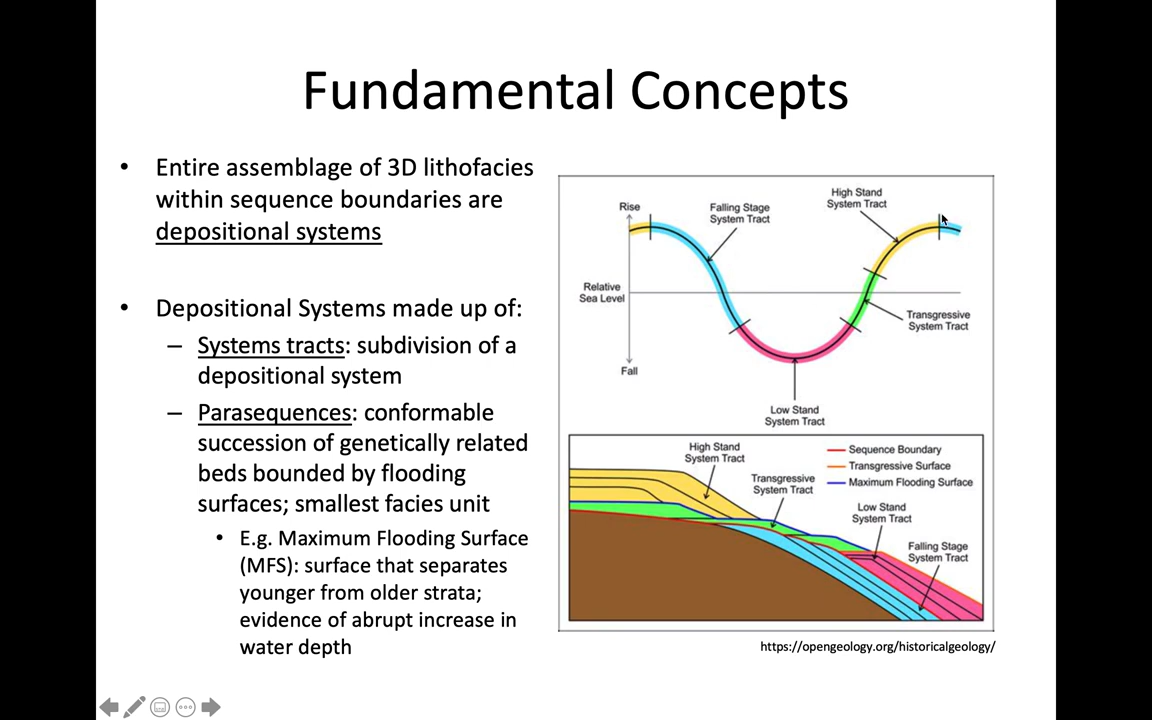 Fundamental Concepts
• Entire assemblage of 3D lithofacies
within sequence boundaries are
depositional systems
• Depositional Systems made up of:
– Systems tracts: subdivision of a
depositional system
– Parasequences: conformable
succession of genetically related
beds bounded by flooding
surfaces; smallest facies unit
• E.g. Maximum Flooding Surface
(MFS): surface that separates
younger from older strata;
evidence of abrupt increase in
water depth
Rise
Falling Stage
System Tract
High Stand
System Tract
Relative
Sea Level
Transgressive
System Tract
Fall
Low Stand
System Tract
High Stand
System Tract
Transgressive
System Tract
Sequence Boundary
Transgressive Surface
Maximum Flooding Surface
Low Stand
System Tract
Falling Stage
System Tract
https://opengeology.org/historicalgeology/